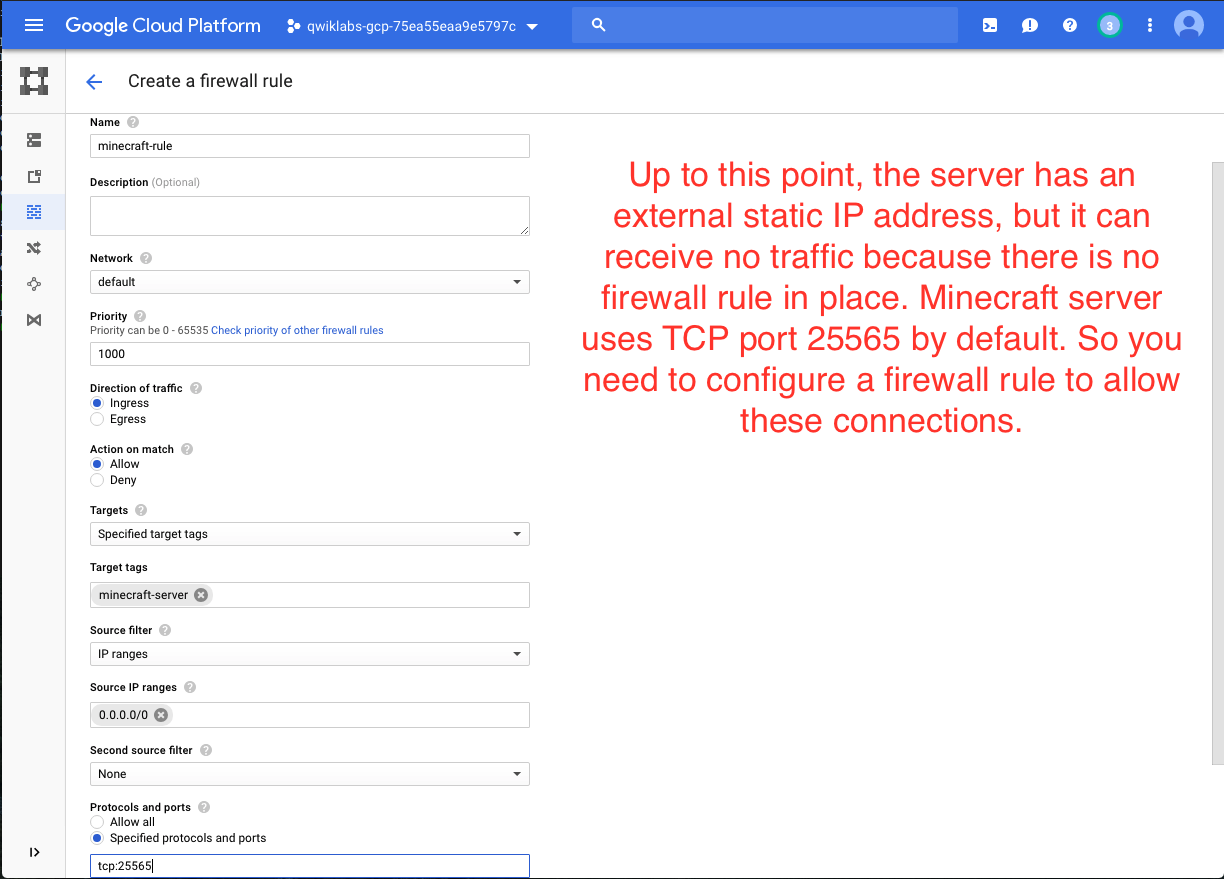 Google Cloud Platform
qwiklabs-gcp-75ea55eaa9e5797c
3
Create a firewall rule
Name
minecraft-rule
Description (Optional)
Network
default
Priority
Priority can be 0 - 65535 Check priority of other firewall rules
1000
Direction of traffic
Ingress
Egress
Action on match
Allow
Deny
Targets
Specified target tags
Target tags
minecraft-server
Source filter
IP ranges
Source IP ranges
0.0.0.0/0
Second source filter
None
Protocols and ports
Allow all
Specified protocols and ports
tcp:25565
Up to this point, the server has an
external static IP address, but it can
receive no traffic because there is no
firewall rule in place. Minecraft server
uses TCP port 25565 by default. So you
need to configure a firewall rule to allow
these connections.